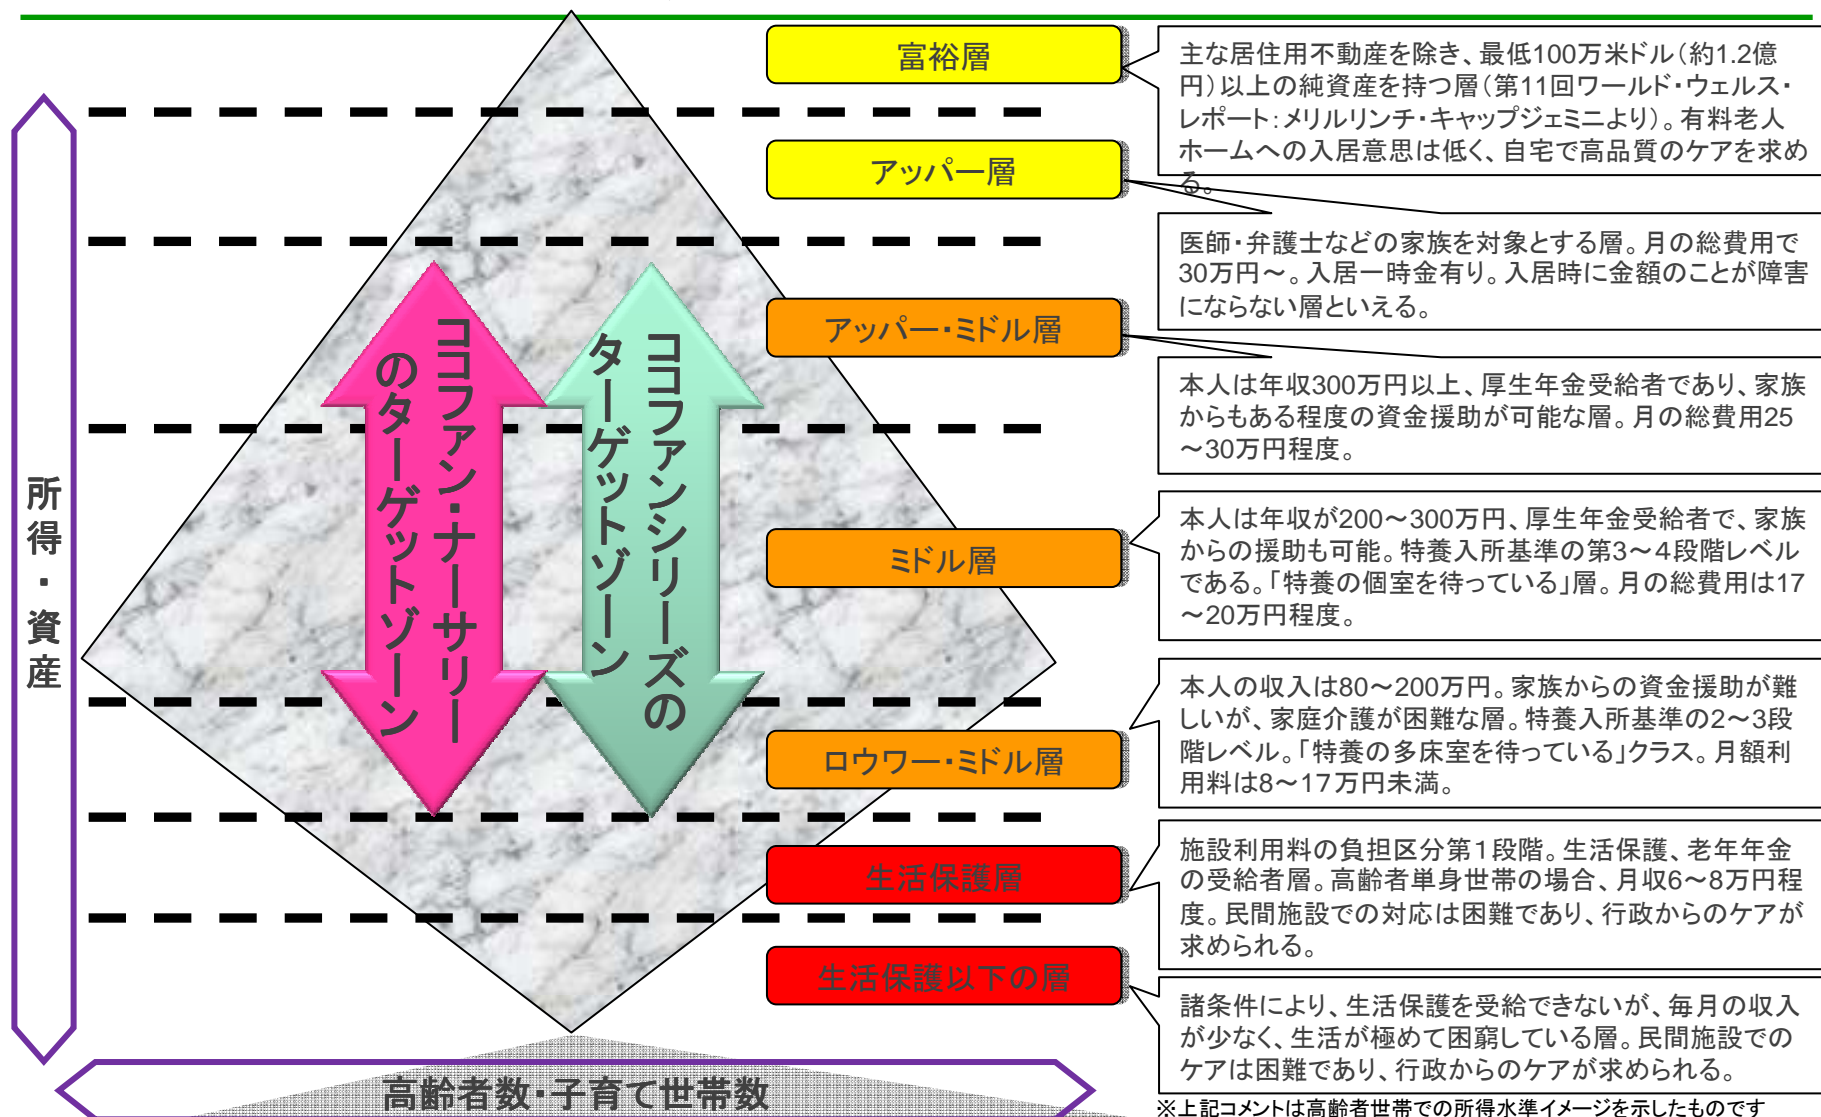 富裕層
主な居住用不動産を除き、最低100万米ドル(約1.2億
円)以上の純資産を持つ層(第11回ワールド・ウェルス・
レポート:メリルリンチ・キャップジェミニより)。有料老人
ホームへの入居意思は低く、自宅で高品質のケアを求め
る。
アッパー層
医師・弁護士などの家族を対象とする層。月の総費用で
30万円～。入居一時金有り。入居時に金額のことが障害
にならない層といえる。
アッパー・ミドル層
本人は年収300万円以上、厚生年金受給者であり、家族
からもある程度の資金援助が可能な層。月の総費用25
～30万円程度。
ミドル層
本人は年収が200～300万円、厚生年金受給者で、家族
からの援助も可能。特養入所基準の第3～4段階レベル
である。「特養の個室を待っている」層。月の総費用は17
～20万円程度。
ロウワー・ミドル層
本人の収入は80～200万円。家族からの資金援助が難
しいが、家庭介護が困難な層。特養入所基準の2～3段
階レベル。「特養の多床室を待っている」クラス。月額利
用料は8～17万円未満。
生活保護層
施設利用料の負担区分第1段階。生活保護、老年年金
の受給者層。高齢者単身世帯の場合、月収6～8万円程
度。民間施設での対応は困難であり、行政からのケアが
求められる。
生活保護以下の層
諸条件により、生活保護を受給できないが、毎月の収入
が少なく、生活が極めて困窮している層。民間施設での
ケアは困難であり、行政からのケアが求められる。
※上記コメントは高齢者世帯での所得水準イメージを示したものです
所得・資産
ココファン・ナーサリー
のターゲットゾーン
ココファンシリーズの
ターゲットゾーン
高齢者数・子育て世帯数